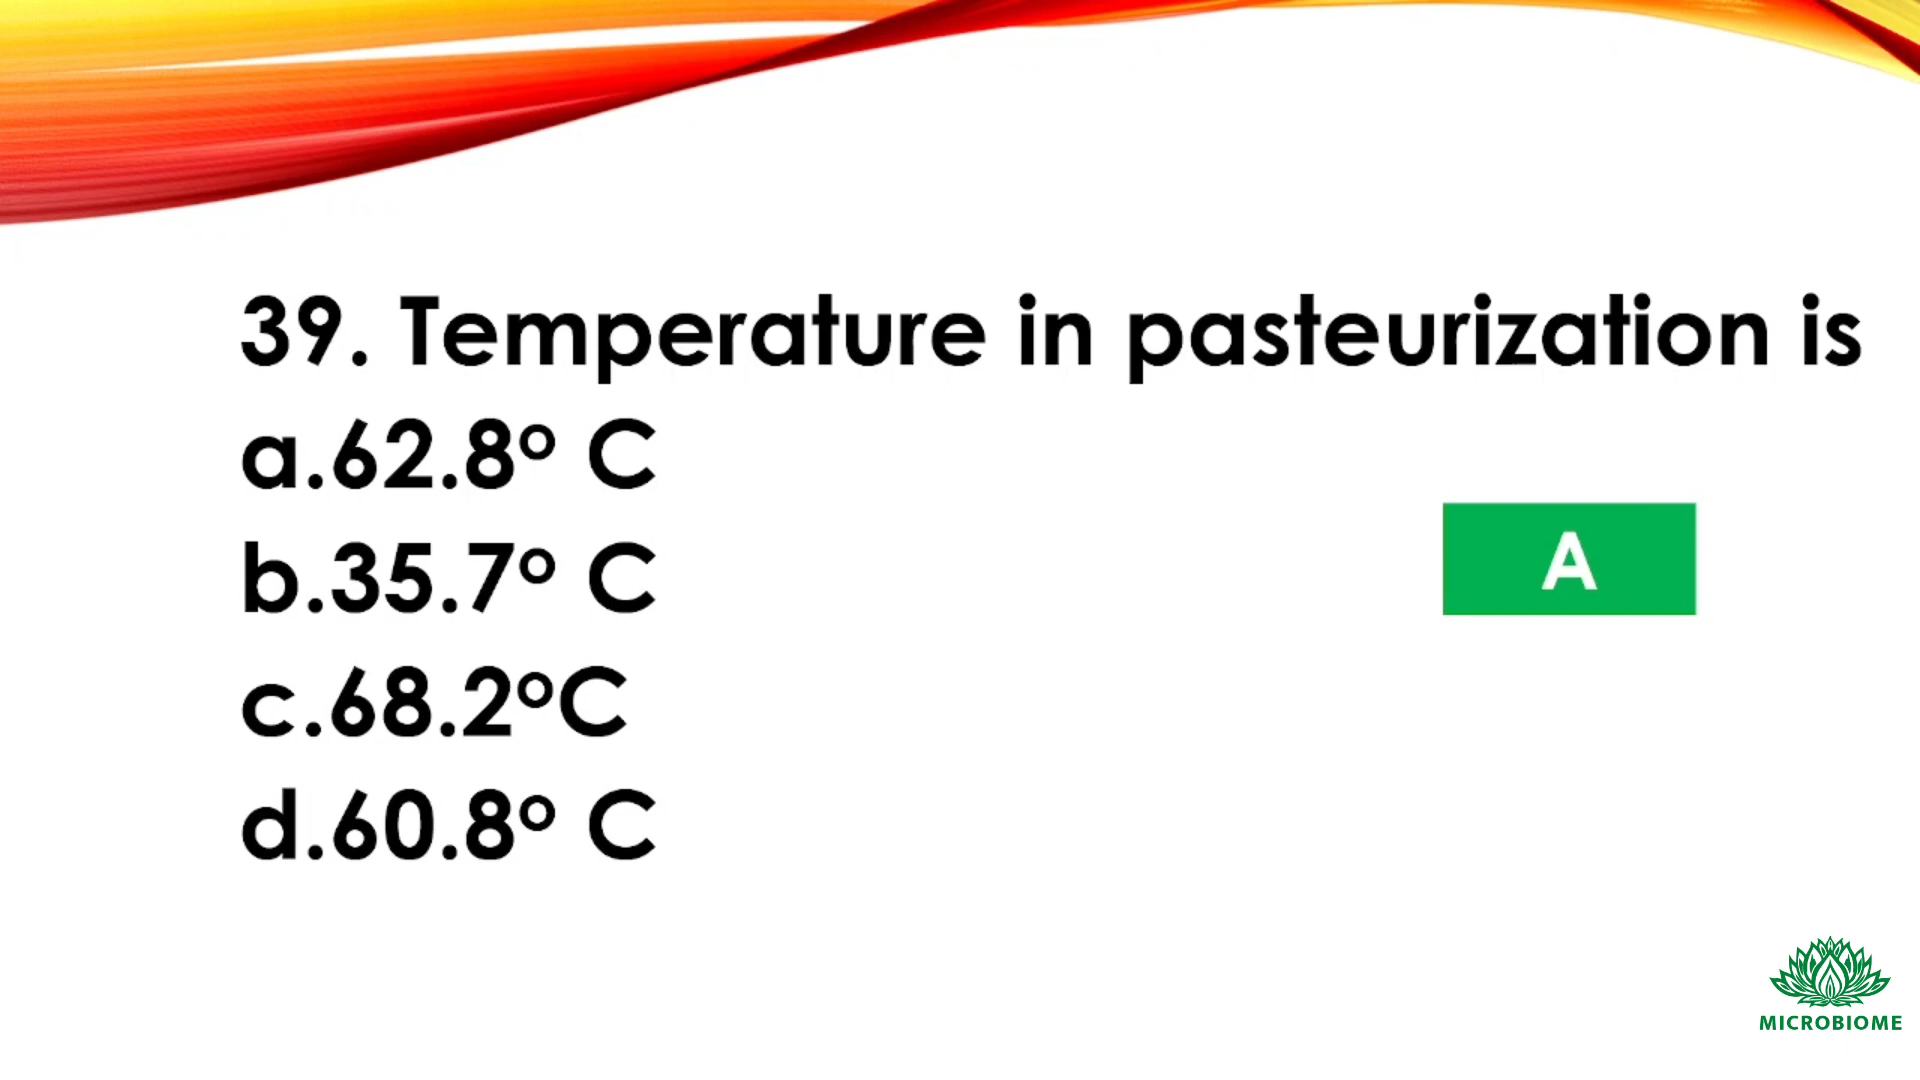 39. Temperature in pasteurization is
a.62.8° C
b.35.7° C
A
c.68.2°C
d.60.8° C
MICROBIOME